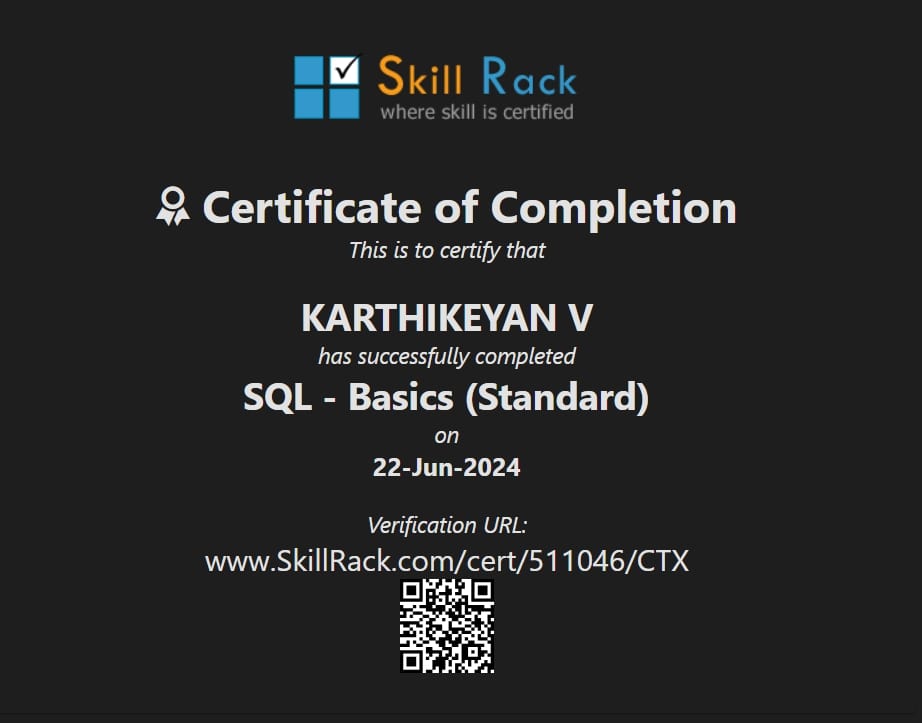 Skill Rack
where skill is certified
Certificate of Completion
This is to certify that
KARTHIKEYAN V
has successfully completed
SQL - Basics (Standard)
on
22-Jun-2024
Verification URL:
www.SkillRack.com/cert/511046/CTX